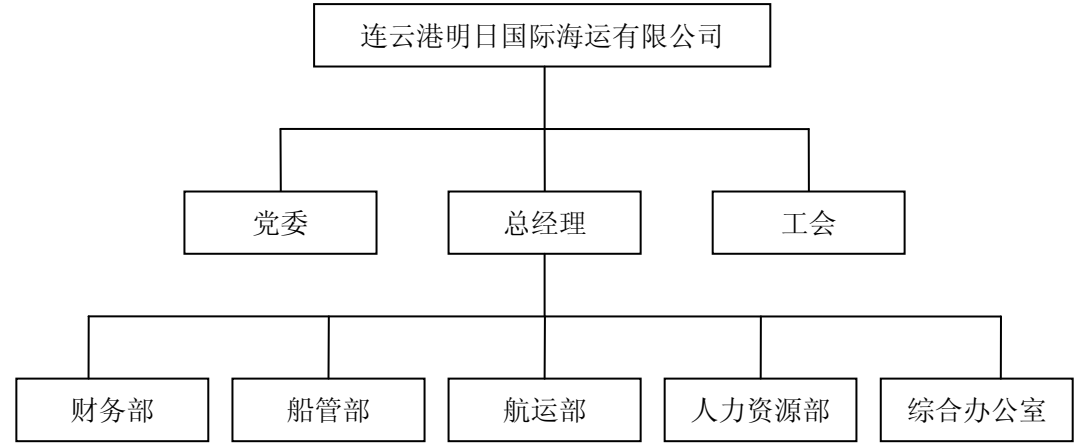 连云港明日国际海运有限公司
党委
总经理
工会
财务部
船管部
航运部
人力资源部
综合办公室